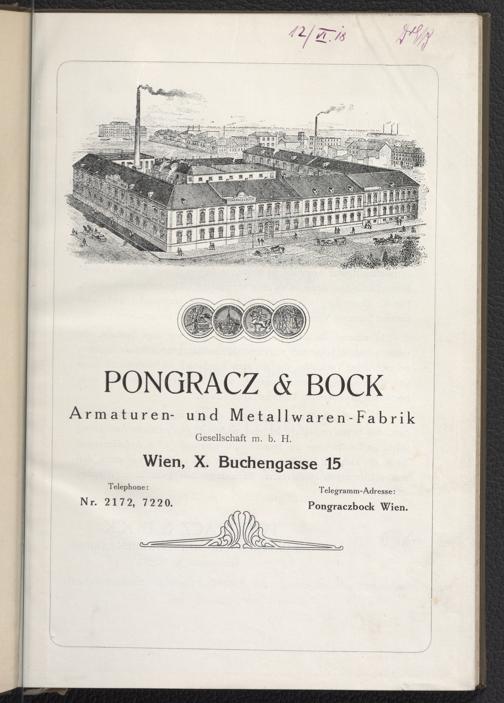 12/VI.18
PONGRACZ & BOCK
Armaturen- und Metallwaren-Fabrik
Gesellschaft m. b. H.
Wien, X. Buchengasse 15
Telephone:
Nr. 2172, 7220.
Telegramm-Adresse:
Pongraczbock Wien.